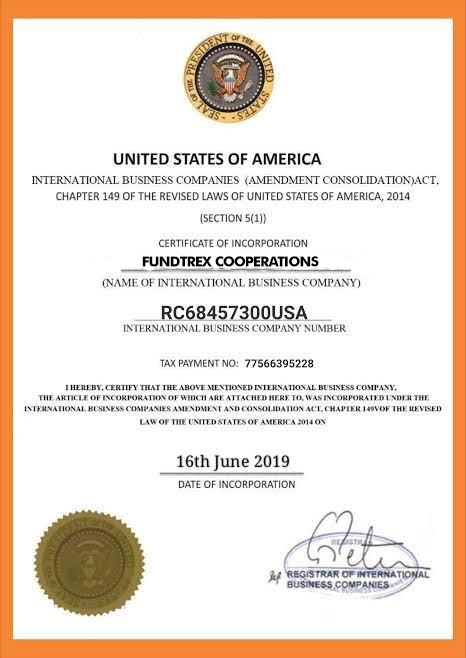 SEAL OF THE PRESIDENT OF THE UNITED STATES
UNITED STATES OF AMERICA
INTERNATIONAL BUSINESS COMPANIES (AMENDMENT CONSOLIDATION)ACT,
CHAPTER 149 OF THE REVISED LAWS OF UNITED STATES OF AMERICA, 2014
(SECTION 5(1))
CERTIFICATE OF INCORPORATION
FUNDTREX COOPERATIONS
(NAME OF INTERNATIONAL BUSINESS COMPANY)
RC68457300USA
INTERNATIONAL BUSINESS COMPANY NUMBER
TAX PAYMENT NO: 77566395228
I HEREBY, CERTIFY THAT THE ABOVE MENTIONED INTERNATIONAL BUSINESS COMPANY,
THE ARTICLE OF INCORPORATION OF WHICH ARE ATTACHED HERE TO, WAS INCORPORATED UNDER THE
INTERNATIONAL BUSINESS COMPANIES AMENDMENT AND CONSOLIDATION ACT, CHAPTER 149VOF THE REVISED
LAW OF THE UNITED STATES OF AMERICA 2014 ON
16th June 2019
DATE OF INCORPORATION
REGISTRAR OF INTERNATIONAL
BUSINESS COMPANIES